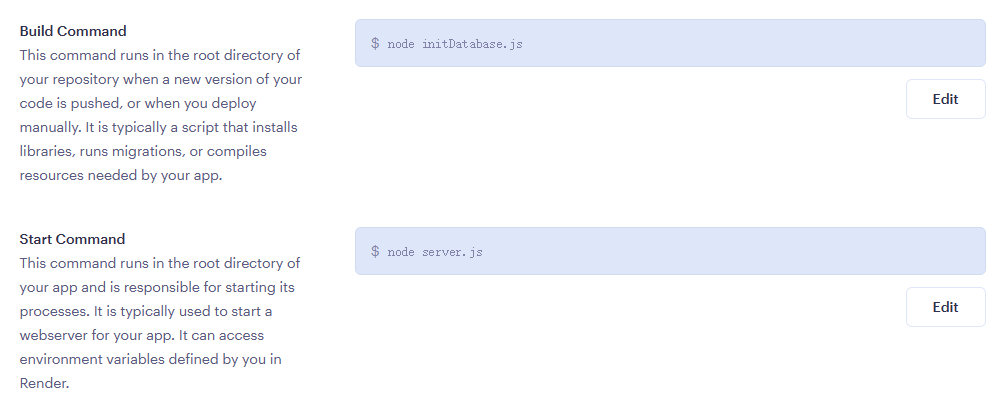 Build Command
This command runs in the root directory of
your repository when a new version of your
code is pushed, or when you deploy
manually. It is typically a script that installs
libraries, runs migrations, or compiles
resources needed by your app.
$ node initDatabase.js
Edit
Start Command
This command runs in the root directory of
your app and is responsible for starting its
processes. It is typically used to start a
webserver for your app. It can access
environment variables defined by you in
Render.
$ node server.js
Edit